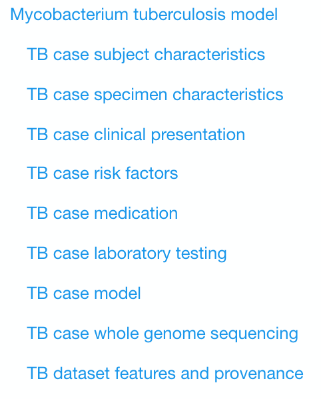 Mycobacterium tuberculosis model
TB case subject characteristics
TB case specimen characteristics
TB case clinical presentation
TB case risk factors
TB case medication
TB case laboratory testing
TB case model
TB case whole genome sequencing
TB dataset features and provenance